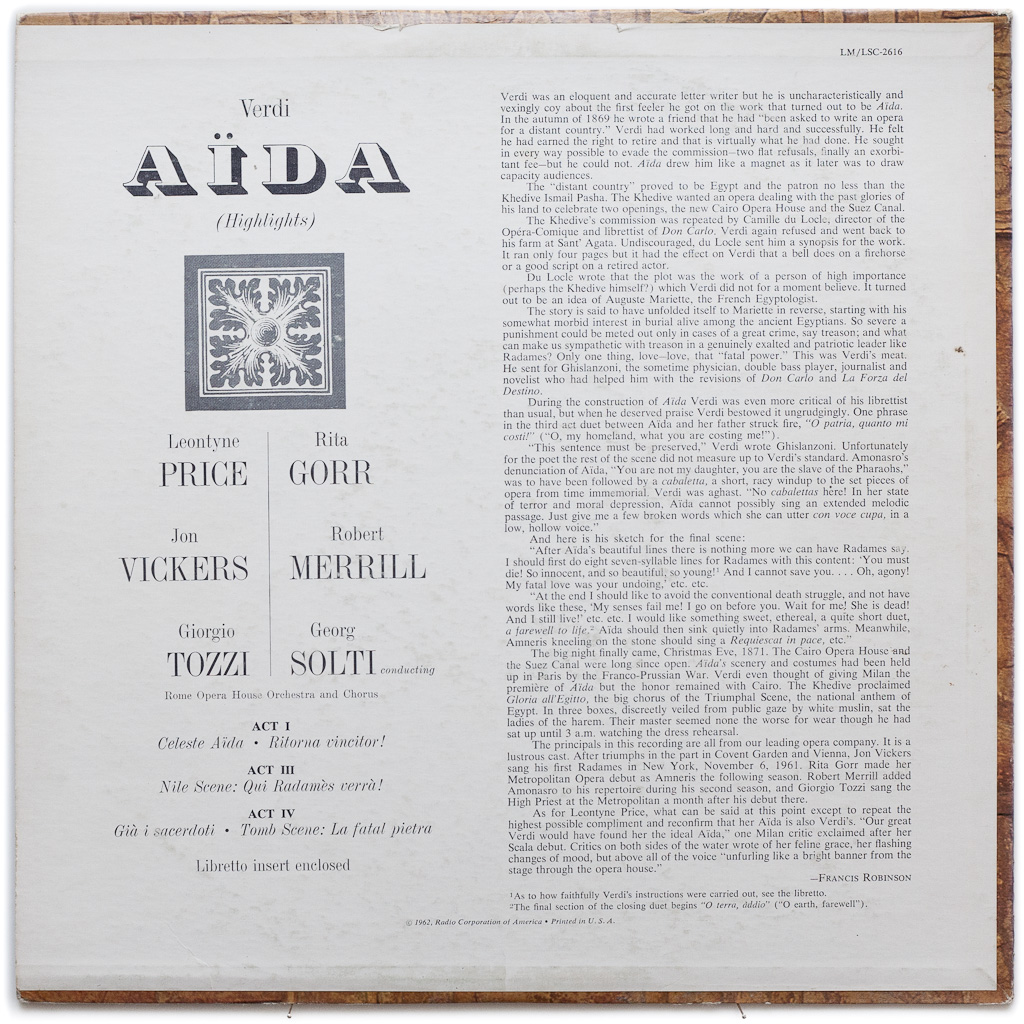 LM/LSC-2616
Verdi
AÏDA
(Highlights)
Leontyne
PRICE
Rita
GORR
Jon
VICKERS
Robert
MERRILL
Giorgio
TOZZI
Georg
SOLTI conducting
Rome Opera House Orchestra and Chorus
ACT I
Celeste Aïda • Ritorna vincitor!
ACT III
Nile Scene: Qui Radamès verrà!
ACT IV
Già i sacerdoti • Tomb Scene: La fatal pietra
Libretto insert enclosed
Verdi was an eloquent and accurate letter writer but he is uncharacteristically and
vexingly coy about the first feeler he got on the work that turned out to be Aïda.
In the autumn of 1869 he wrote a friend that he had “been asked to write an opera
for a distant country.” Verdi had worked long and hard and successfully. He felt
he had earned the right to retire and that is virtually what he had done. He sought
in every way possible to evade the commission—two flat refusals, finally an exorbi-
tant fee—but he could not. Aïda drew him like a magnet as it later was to draw
capacity audiences.
The “distant country” proved to be Egypt and the patron no less than the
Khedive Ismail Pasha. The Khedive wanted an opera dealing with the past glories of
his land to celebrate two openings, the new Cairo Opera House and the Suez Canal.
The Khedive’s commission was repeated by Camille du Locle, director of the
Opéra-Comique and librettist of Don Carlo. Verdi again refused and went back to
his farm at Sant’ Agata. Undiscouraged, du Locle sent him a synopsis for the work.
It ran only four pages but it had the effect on Verdi that a bell does on a firehorse
or a good script on a retired actor.
Du Locle wrote that the plot was the work of a person of high importance
(perhaps the Khedive himself?) which Verdi did not for a moment believe. It turned
out to be an idea of Auguste Mariette, the French Egyptologist.
The story is said to have unfolded itself to Mariette in reverse, starting with his
somewhat morbid interest in burial alive among the ancient Egyptians. So severe a
punishment could be meted out only in cases of a great crime, say treason; and what
can make us sympathetic with treason in a genuinely exalted and patriotic leader like
Radames? Only one thing, love—love, that “fatal power.” This was Verdi’s meat.
He sent for Ghislanzoni, the sometime physician, double bass player, journalist and
novelist who had helped him with the revisions of Don Carlo and La Forza del
Destino.
During the construction of Aïda Verdi was even more critical of his librettist
than usual, but when he deserved praise Verdi bestowed it ungrudgingly. One phrase
in the third act duet between Aïda and her father struck fire, “O patria, quanto mi
costi!” (“O, my homeland, what you are costing me!”).
“This sentence must be preserved,” Verdi wrote Ghislanzoni. Unfortunately
for the poet the rest of the scene did not measure up to Verdi’s standard. Amonasro’s
denunciation of Aïda, “You are not my daughter, you are the slave of the Pharaohs,”
was to have been followed by a cabaletta, a short, racy windup to the set pieces of
opera from time immemorial. Verdi was aghast. “No cabalettas here! In her state
of terror and moral depression, Aïda cannot possibly sing an extended melodic
passage. Just give me a few broken words which she can utter con voce cupa, in a
low, hollow voice.”
And here is his sketch for the final scene:
“After Aïda’s beautiful lines there is nothing more we can have Radames say.
I should first do eight seven-syllable lines for Radames with this content: ‘You must
die! So innocent, and so beautiful, so young!¹ And I cannot save you. . . . Oh, agony!
My fatal love was your undoing,’ etc. etc.
“At the end I should like to avoid the conventional death struggle, and not have
words like these, ‘My senses fail me! I go on before you. Wait for me! She is dead!
And I still live!’ etc. etc. I would like something sweet, ethereal, a quite short duet,
a farewell to life.² Aïda should then sink quietly into Radames’ arms. Meanwhile,
Amneris kneeling on the stone should sing a Requiescat in pace, etc.”
The big night finally came, Christmas Eve, 1871. The Cairo Opera House and
the Suez Canal were long since open. Aïda’s scenery and costumes had been held
up in Paris by the Franco-Prussian War. Verdi even thought of giving Milan the
première of Aïda but the honor remained with Cairo. The Khedive proclaimed
Gloria all’Egitto, the big chorus of the Triumphal Scene, the national anthem of
Egypt. In three boxes, discreetly veiled from public gaze by white muslin, sat the
ladies of the harem. Their master seemed none the worse for wear though he had
sat up until 3 a.m. watching the dress rehearsal.
The principals in this recording are all from our leading opera company. It is a
lustrous cast. After triumphs in the part in Covent Garden and Vienna, Jon Vickers
sang his first Radames in New York, November 6, 1961. Rita Gorr made her
Metropolitan Opera debut as Amneris the following season. Robert Merrill added
Amonasro to his repertoire during his second season, and Giorgio Tozzi sang the
High Priest at the Metropolitan a month after his debut there.
As for Leontyne Price, what can be said at this point except to repeat the
highest possible compliment and reconfirm that her Aïda is also Verdi’s. “Our great
Verdi would have found her the ideal Aïda,” one Milan critic exclaimed after her
Scala debut. Critics on both sides of the water wrote of her feline grace, her flashing
changes of mood, but above all of the voice “unfurling like a bright banner from the
stage through the opera house.”
—FRANCIS ROBINSON
¹As to how faithfully Verdi’s instructions were carried out, see the libretto.
²The final section of the closing duet begins “O terra, addio” (“O earth, farewell”).
© 1962, Radio Corporation of America • Printed in U. S. A.